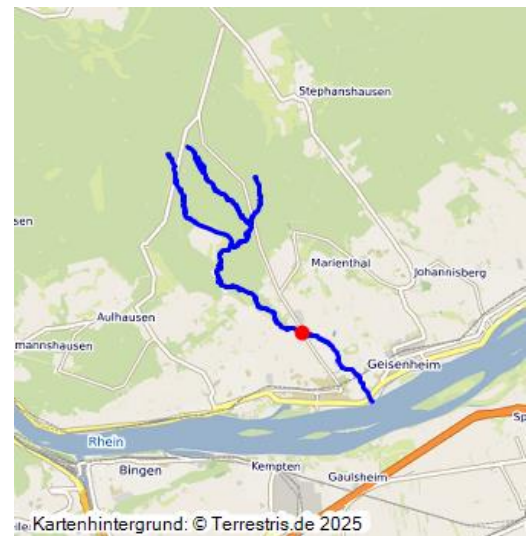 Stephanshausen
sen
Marienthal
Johannisberg
Aulhausen
mannshausen
Geisenheim
Rhein
Sp
Bingen
Kempten
Gaulsheim
Kartenhintergrund: © Terrestris.de 2025